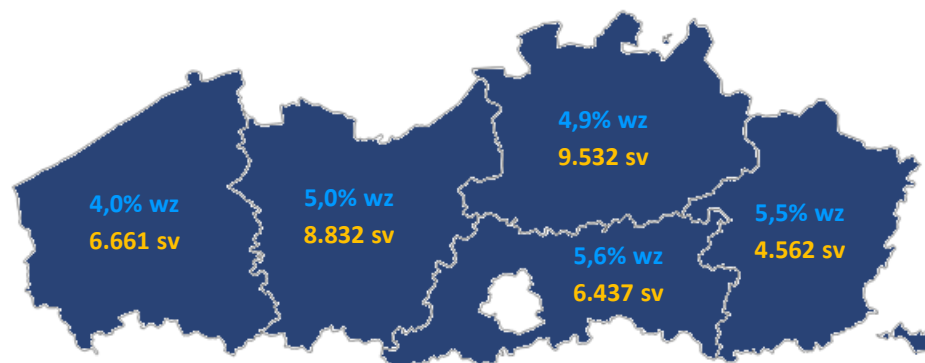 4,9% wz
9.532 sv
4,0% wz
6.661 sv
5,0% wz
8.832 sv
5,5% wz
4.562 sv
5,6% wz
6.437 sv